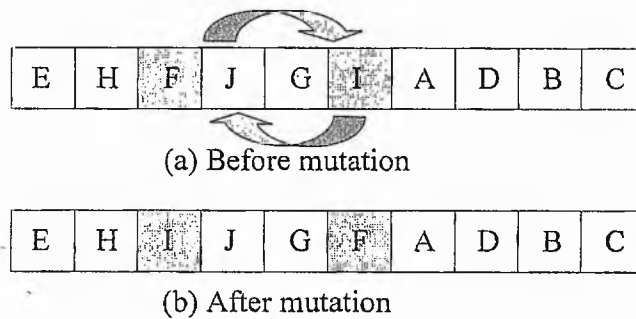 E H F J G I A D B C
(a) Before mutation
E H I J G F A D B C
(b) After mutation